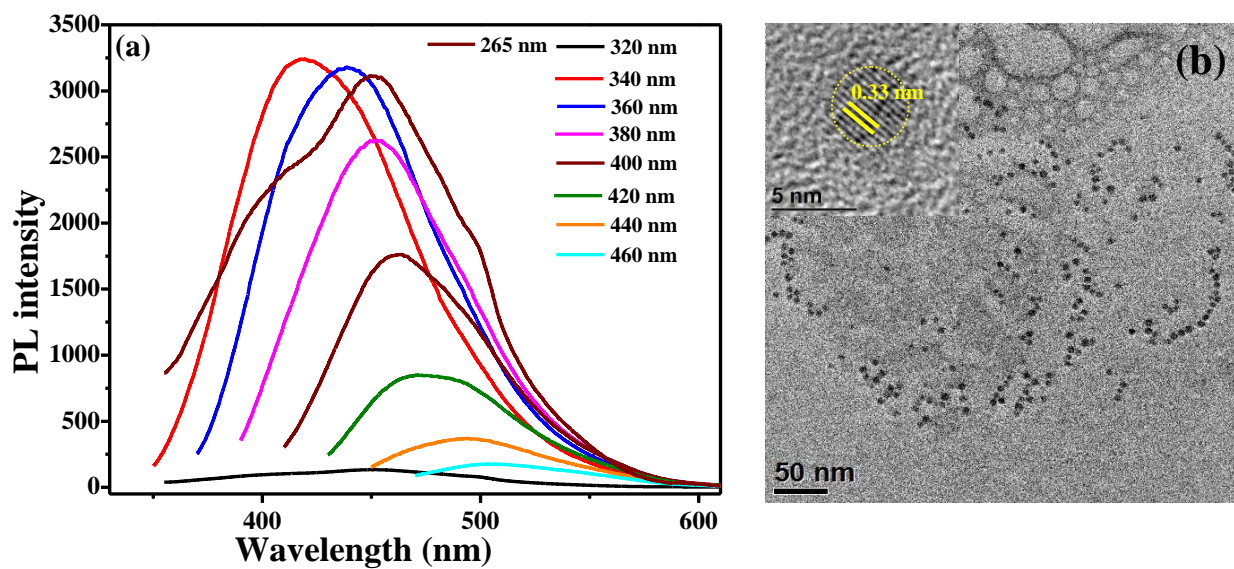 (a)
3500
3000
2500
2000
1500
1000
500
0
PL intensity
400
500
600
Wavelength (nm)
265 nm
320 nm
340 nm
360 nm
380 nm
400 nm
420 nm
440 nm
460 nm
(b)
0.33 nm
5 nm
50 nm